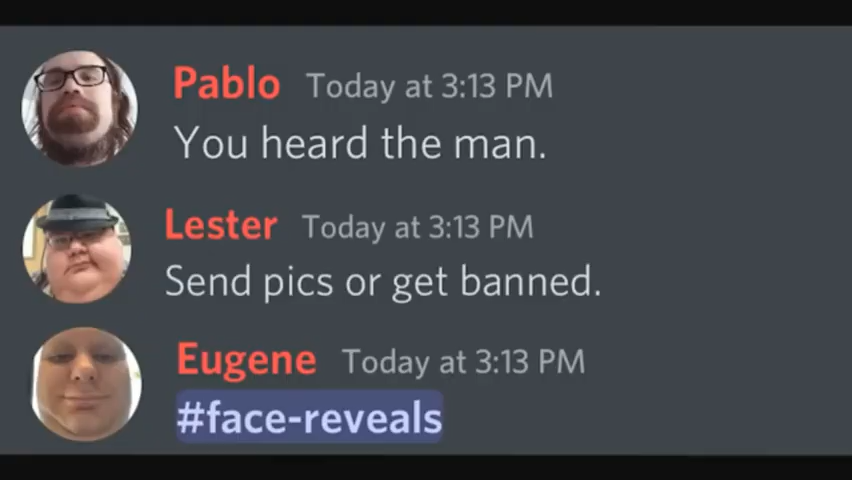 Pablo Today at 3:13 PM
You heard the man.
Lester Today at 3:13 PM
Send pics or get banned.
Eugene Today at 3:13 PM
#face-reveals